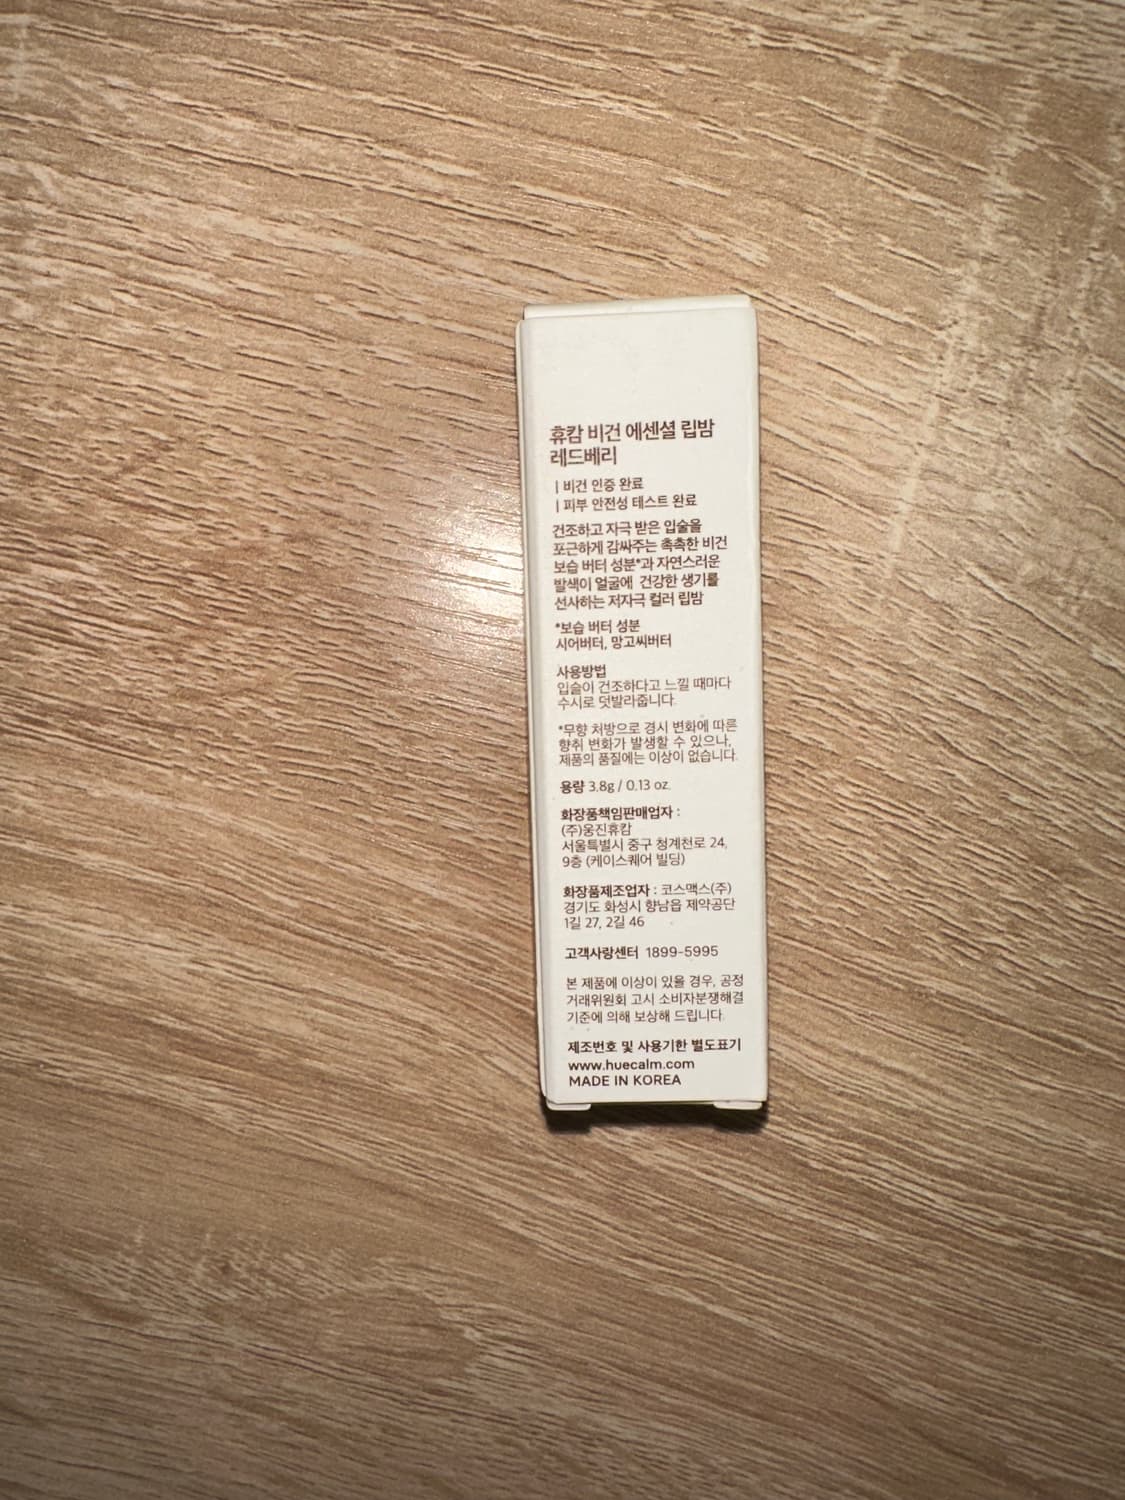 휴캄 비건 에센셜 립밤
레드베리
| 비건 인증 완료
| 피부 안전성 테스트 완료
건조하고 자극 받은 입술을
포근하게 감싸주는 촉촉한 비건
보습 버터 성분*과 자연스러운
발색이 얼굴에 건강한 생기를
선사하는 저자극 컬러 립밤
*보습 버터 성분
시어버터, 망고씨버터
사용방법
입술이 건조하다고 느낄 때마다
수시로 덧발라줍니다.
*무향 처방으로 경시 변화에 따른
향취 변화가 발생할 수 있으나,
제품의 품질에는 이상이 없습니다.
용량 3.8g / 0.13 oz.
화장품책임판매업자 :
(주)웅진휴캄
서울특별시 중구 청계천로 24,
9층 (케이스퀘어 빌딩)
화장품제조업자 : 코스맥스(주)
경기도 화성시 향남읍 제약공단
1길 27, 2길 46
고객사랑센터 1899-5995
본 제품에 이상이 있을 경우, 공정
거래위원회 고시 소비자분쟁해결
기준에 의해 보상해 드립니다.
제조번호 및 사용기한 별도표기
www.huecalm.com
MADE IN KOREA